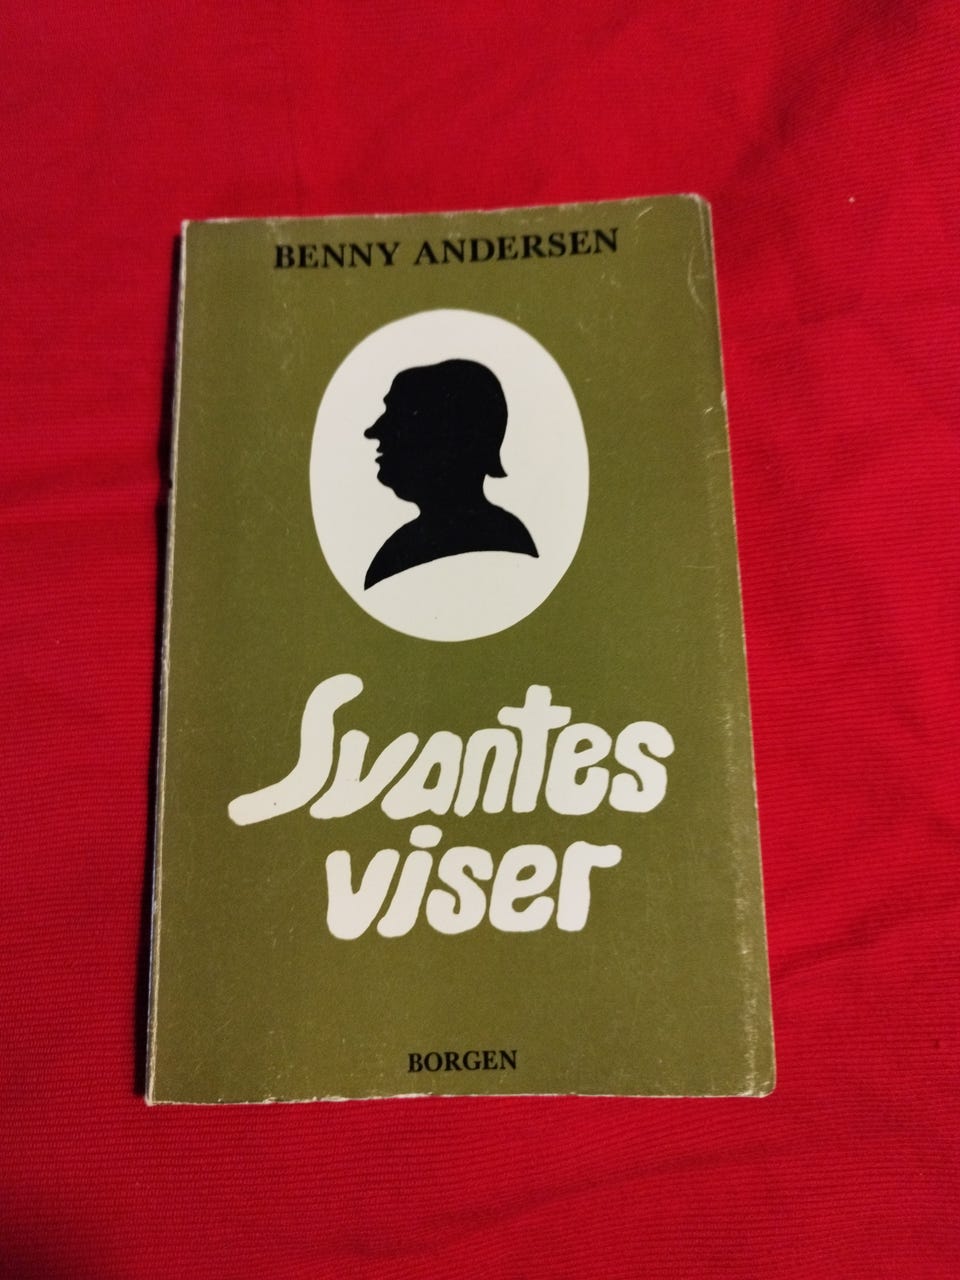 BENNY ANDERSEN
Svantes
viser
BORGEN